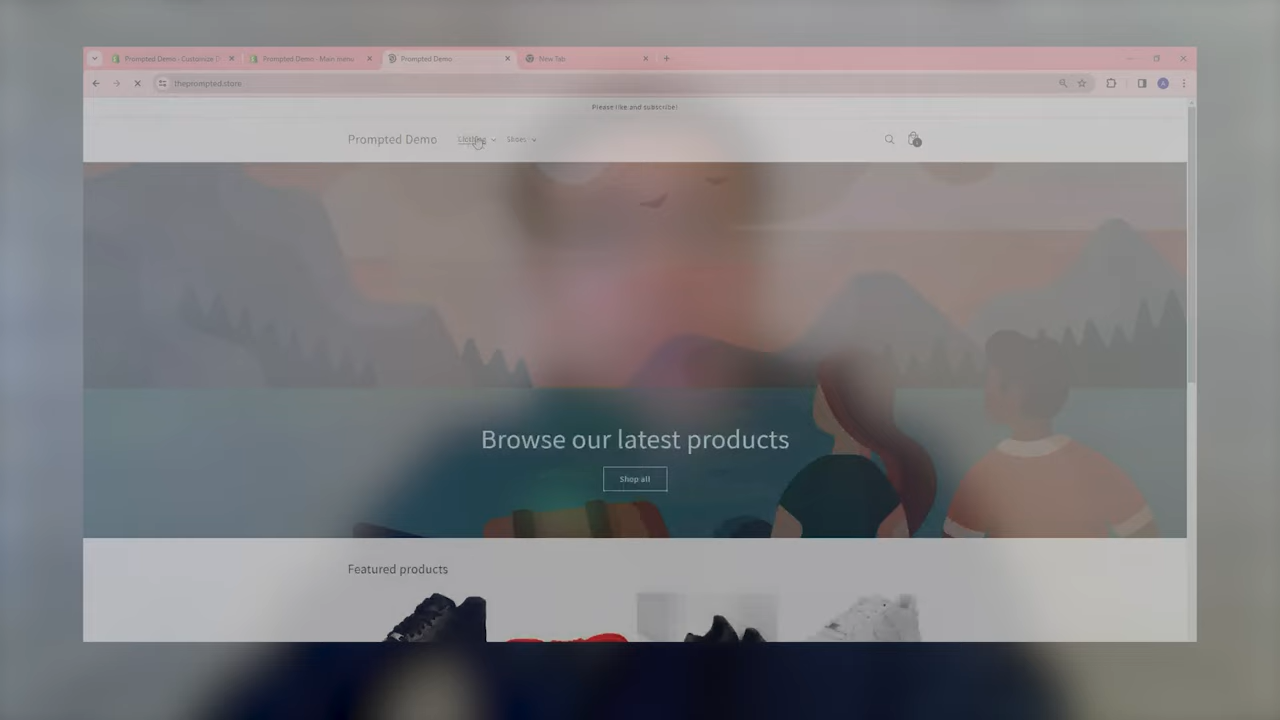 Prompted Demo · Customize D
Prompted Demo · Main menu
Prompted Demo
New Tab
theprompted.store
A
Please like and subscribe!
Prompted Demo
Clothing
Shoes
Browse our latest products
Shop all
Featured products